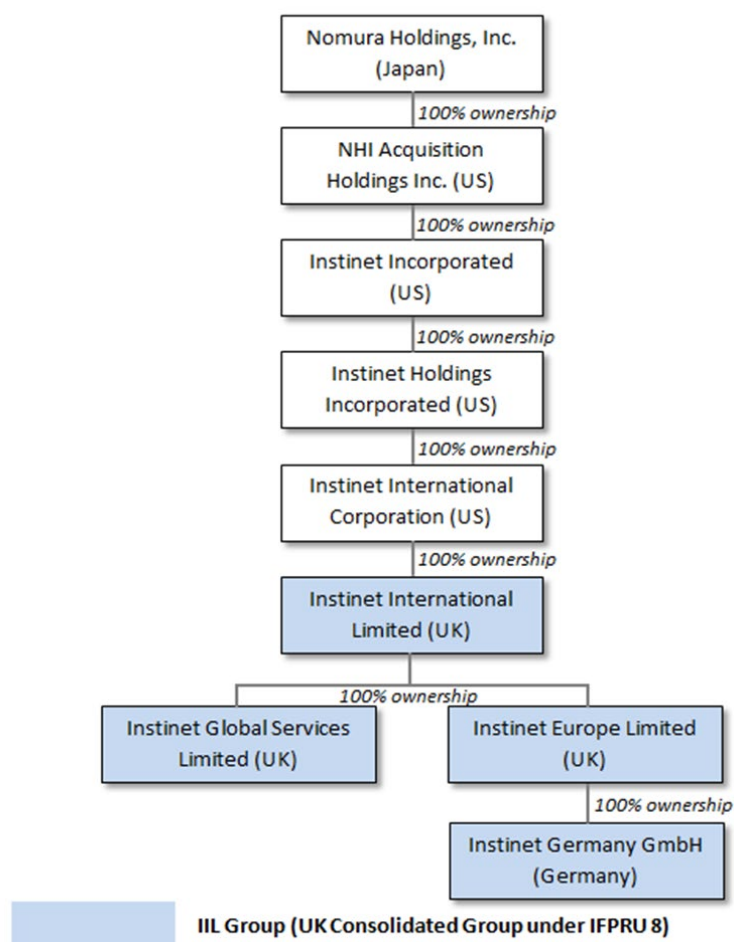 Nomura Holdings, Inc.
(Japan)
100% ownership
NHI Acquisition
Holdings Inc. (US)
100% ownership
Instinet Incorporated
(US)
100% ownership
Instinet Holdings
Incorporated (US)
100% ownership
Instinet International
Corporation (US)
100% ownership
Instinet International
Limited (UK)
100% ownership
Instinet Global Services
Limited (UK)
Instinet Europe Limited
(UK)
100% ownership
Instinet Germany GmbH
(Germany)
IIL Group (UK Consolidated Group under IFPRU 8)